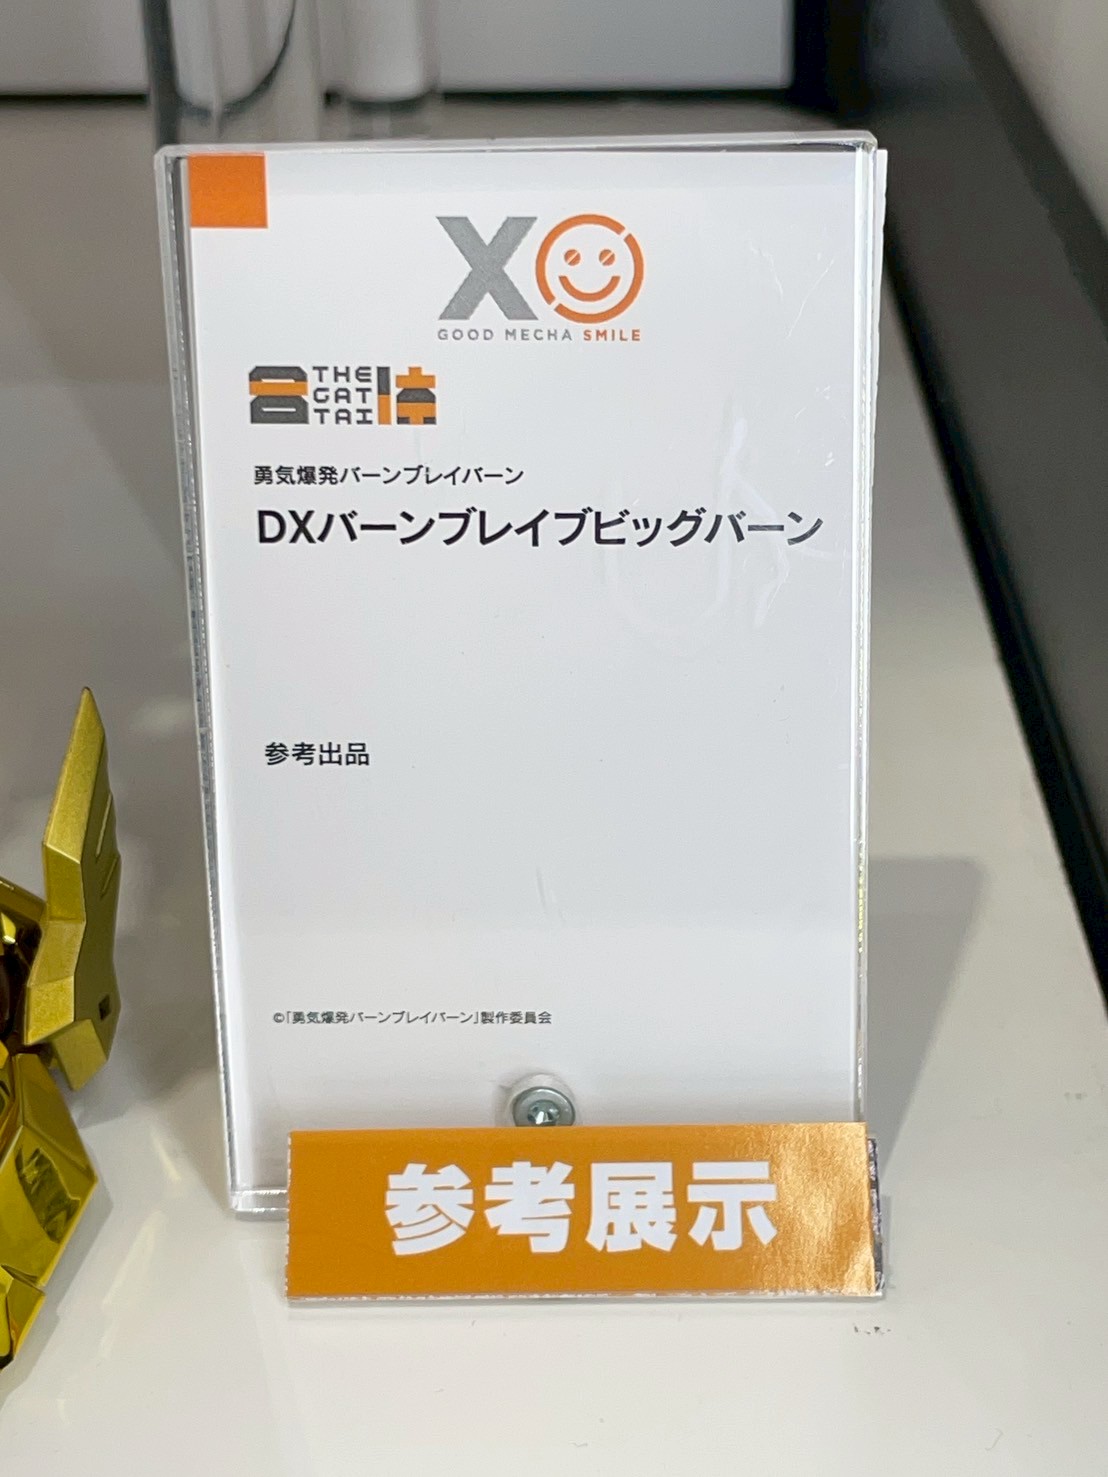 XO
GOOD MECHA SMILE
合 THE GAT TAI 体
勇気爆発バーンブレイバーン
DXバーンブレイブビッグバーン
参考出品
©「勇気爆発バーンブレイバーン」製作委員会
参考展示